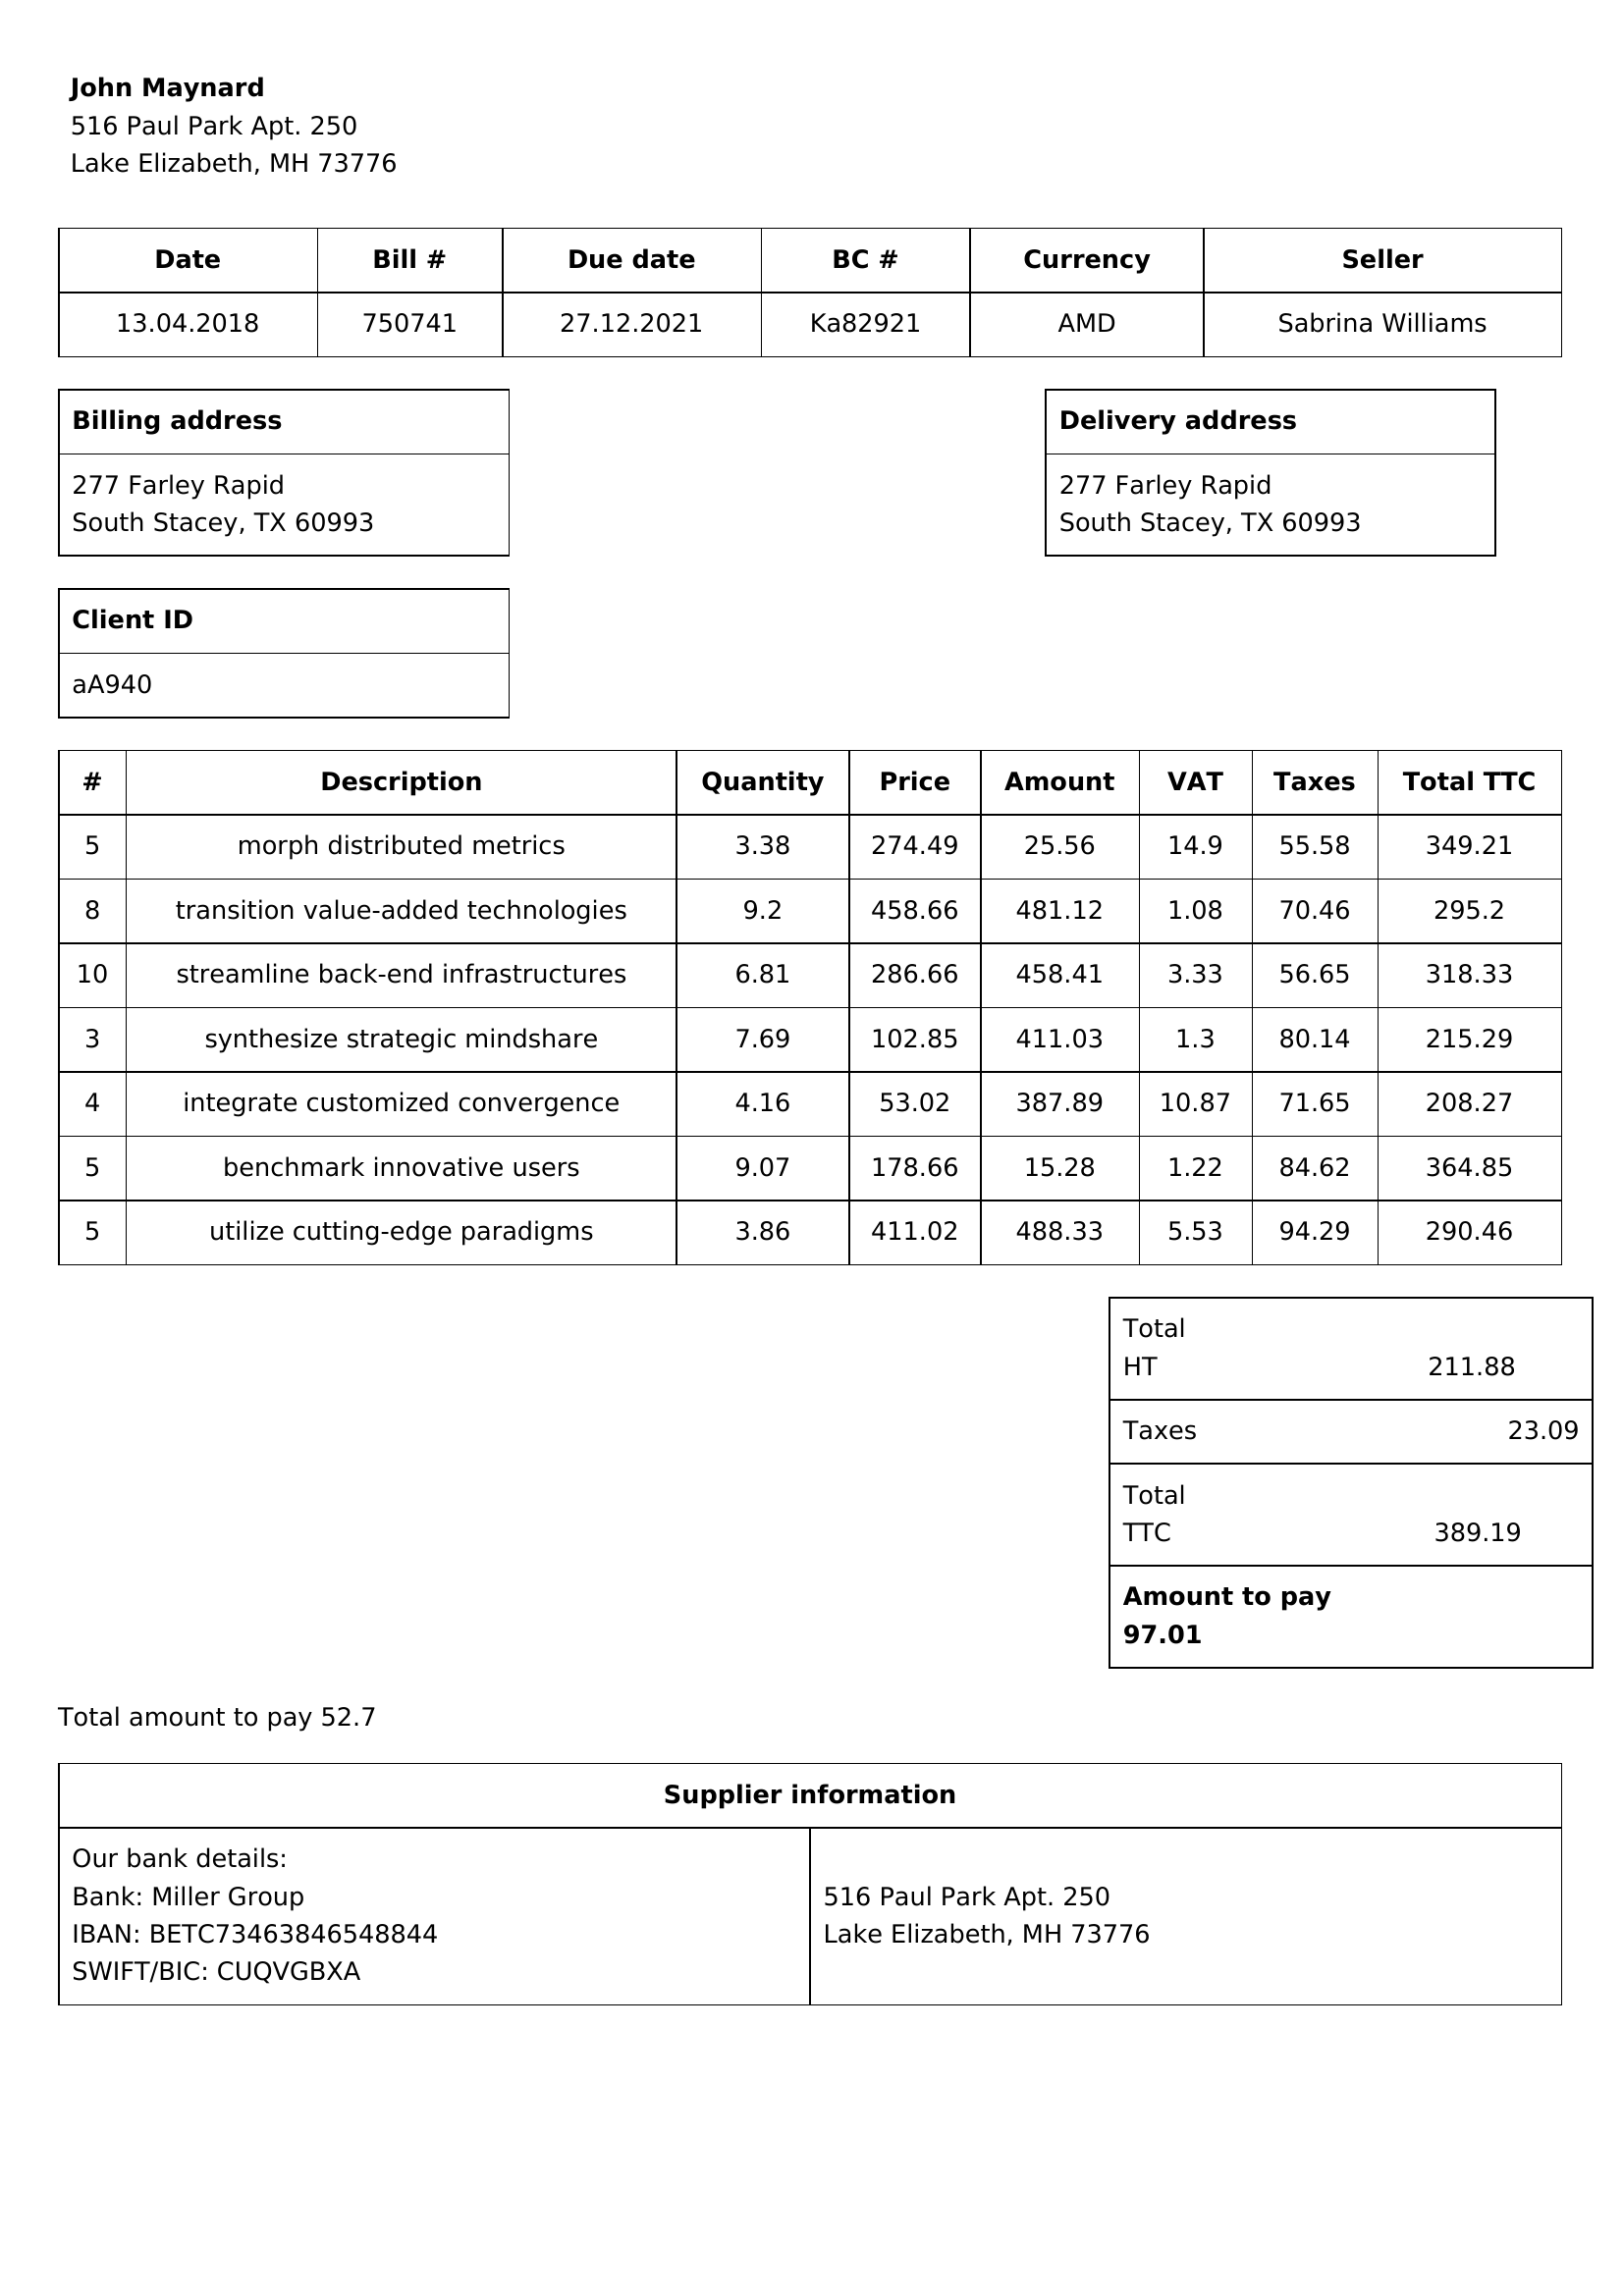 John Maynard
516 Paul Park Apt. 250
Lake Elizabeth, MH 73776
Date Bill # Due date BC # Currency Seller
13.04.2018 750741 27.12.2021 Ka82921 AMD Sabrina Williams
Billing address
277 Farley Rapid
South Stacey, TX 60993
Delivery address
277 Farley Rapid
South Stacey, TX 60993
Client ID
aA940
# Description Quantity Price Amount VAT Taxes Total TTC
5 morph distributed metrics 3.38 274.49 25.56 14.9 55.58 349.21
8 transition value-added technologies 9.2 458.66 481.12 1.08 70.46 295.2
10 streamline back-end infrastructures 6.81 286.66 458.41 3.33 56.65 318.33
3 synthesize strategic mindshare 7.69 102.85 411.03 1.3 80.14 215.29
4 integrate customized convergence 4.16 53.02 387.89 10.87 71.65 208.27
5 benchmark innovative users 9.07 178.66 15.28 1.22 84.62 364.85
5 utilize cutting-edge paradigms 3.86 411.02 488.33 5.53 94.29 290.46
Total
HT 211.88
Taxes 23.09
Total
TTC 389.19
Amount to pay
97.01
Total amount to pay 52.7
Supplier information
Our bank details:
Bank: Miller Group
IBAN: BETC73463846548844
SWIFT/BIC: CUQVGBXA
516 Paul Park Apt. 250
Lake Elizabeth, MH 73776